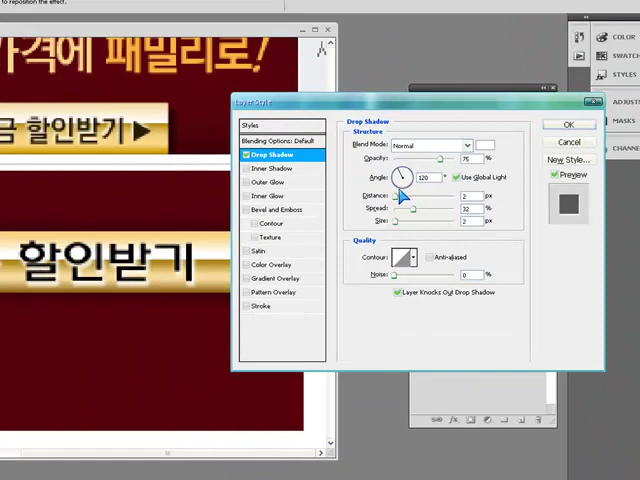 to reposition the effect.
가격에 패밀리로!
금 할인받기▶
할인받기
Layer Style
Styles
Blending Options: Default
Drop Shadow
Inner Shadow
Outer Glow
Inner Glow
Bevel and Emboss
Contour
Texture
Satin
Color Overlay
Gradient Overlay
Pattern Overlay
Stroke
Drop Shadow
Structure
Blend Mode: Normal
Opacity: 75 %
Angle: 120 ° Use Global Light
Distance: 2 px
Spread: 32 %
Size: 2 px
Quality
Contour: Anti-aliased
Noise: 0 %
Layer Knocks Out Drop Shadow
OK
Cancel
New Style...
Preview
COLOR
SWATCH
STYLES
ADJUSTI
MASKS
CHANNE
PATHS
fx